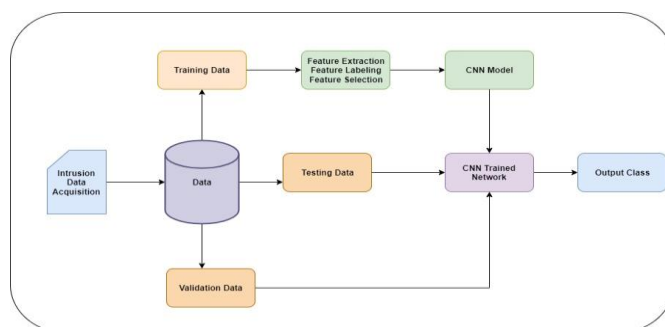 Training Data
Feature Extraction
Feature Labeling
Feature Selection
CNN Model
Intrusion
Data
Acquisition
Data
Testing Data
CNN Trained
Network
Output Class
Validation Data